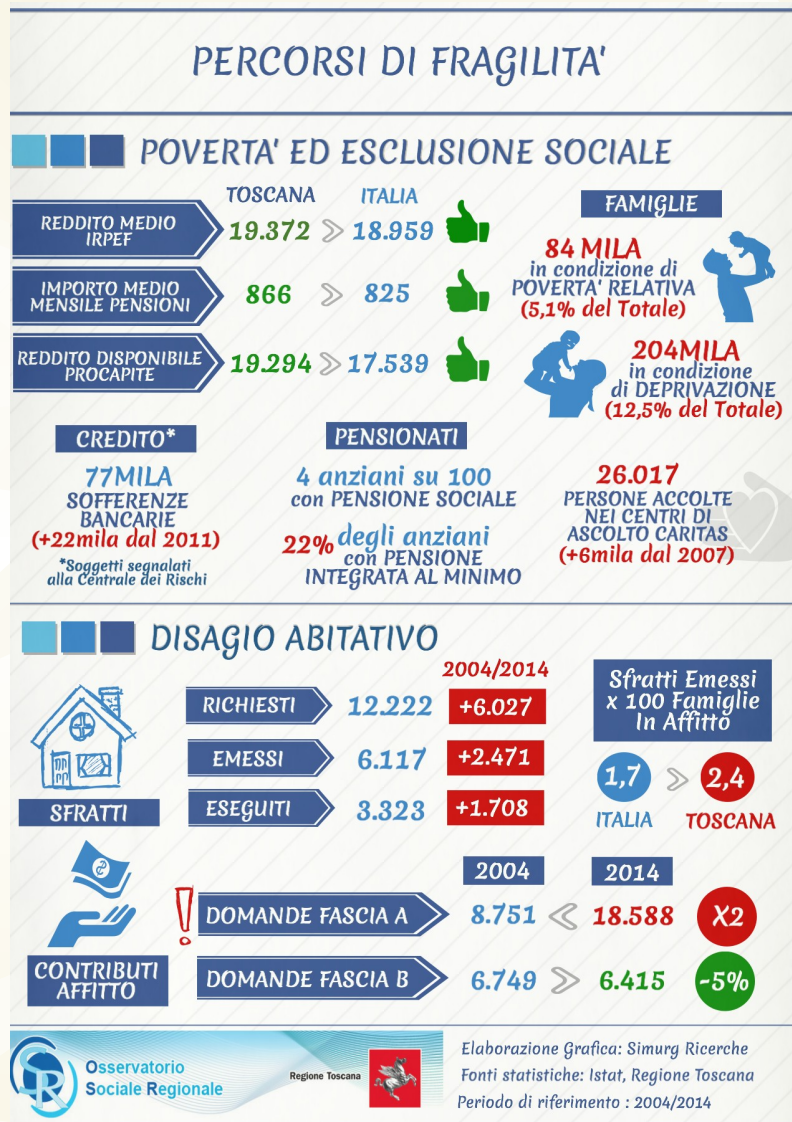 PERCORSI DI FRAGILITA'
POVERTA' ED ESCLUSIONE SOCIALE
TOSCANA ITALIA
REDDITO MEDIO
IRPEF
19.372 > 18.959
IMPORTO MEDIO
MENSILE PENSIONI
866 > 825
REDDITO DISPONIBILE
PROCAPITE
19.294 > 17.539
FAMIGLIE
84 MILA
in condizione di
POVERTA' RELATIVA
(5,1% del Totale)
204MILA
in condizione
di DEPRIVAZIONE
(12,5% del Totale)
CREDITO*
77MILA
SOFFERENZE
BANCARIE
(+22mila dal 2011)
*Soggetti segnalati
alla Centrale dei Rischi
PENSIONATI
4 anziani su 100
con PENSIONE SOCIALE
22% degli anziani
con PENSIONE
INTEGRATA AL MINIMO
26.017
PERSONE ACCOLTE
NEI CENTRI DI
ASCOLTO CARITAS
(+6mila dal 2007)
DISAGIO ABITATIVO
2004/2014
RICHIESTI 12.222 +6.027
EMESSI 6.117 +2.471
ESEGUITI 3.323 +1.708
SFRATTI
Sfratti Emessi
x 100 Famiglie
In Affitto
1,7 > 2,4
ITALIA TOSCANA
2004 2014
! DOMANDE FASCIA A 8.751 < 18.588 X2
DOMANDE FASCIA B 6.749 > 6.415 -5%
CONTRIBUTI
AFFITTO
SR
Osservatorio
Sociale Regionale
Regione Toscana
Elaborazione Grafica: Simurg Ricerche
Fonti statistiche: Istat, Regione Toscana
Periodo di riferimento : 2004/2014